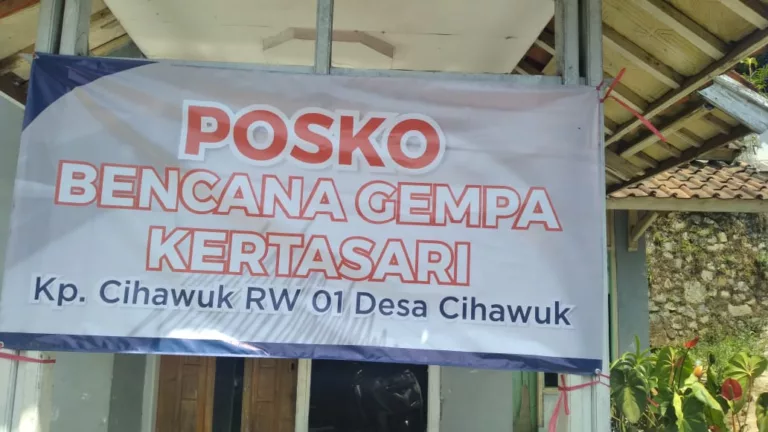 POSKO
BENCANA GEMPA
KERTASARI
Kp. Cihawuk RW 01 Desa Cihawuk